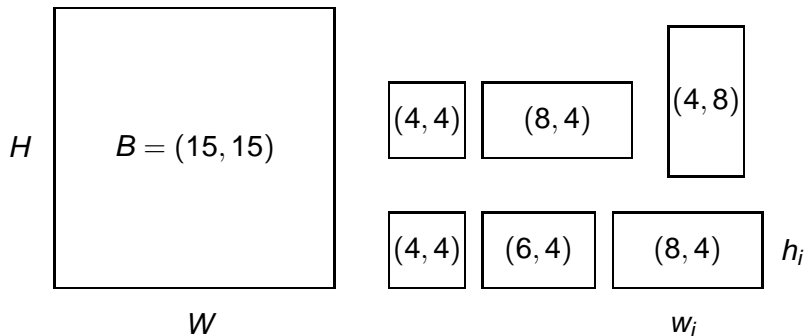 H
B = (15, 15)
W
(4, 4)
(8, 4)
(4, 8)
(4, 4)
(6, 4)
(8, 4)
h_i
w_i